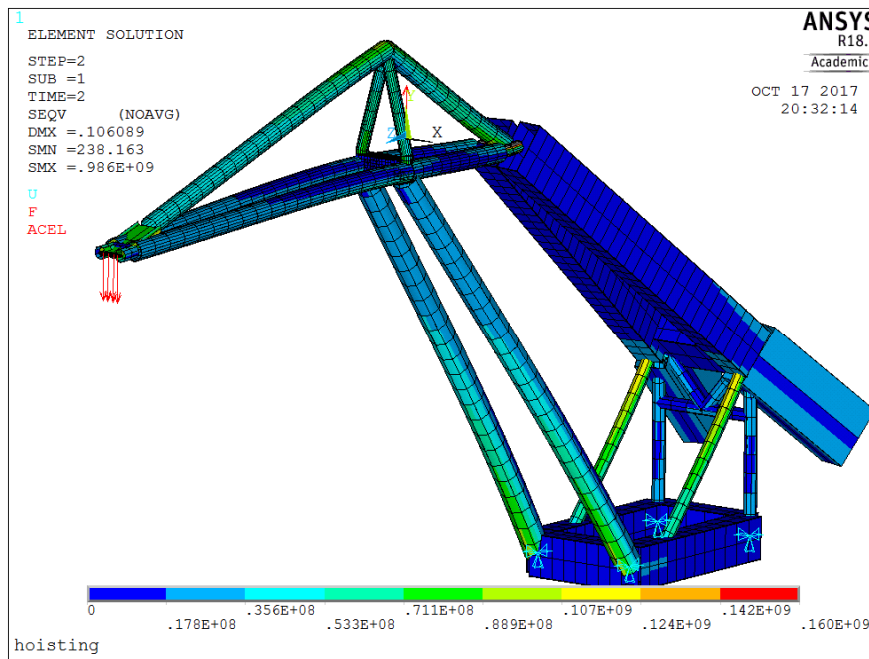 1
ELEMENT SOLUTION
STEP=2
SUB =1
TIME=2
SEQV (NOAVG)
DMX =.106089
SMN =238.163
SMX =.986E+09
U
F
ACEL
ANSYS
R18.
Academic
OCT 17 2017
20:32:14
Y
Z X
0 .356E+08 .711E+08 .107E+09 .142E+09
.178E+08 .533E+08 .889E+08 .124E+09 .160E+09
hoisting